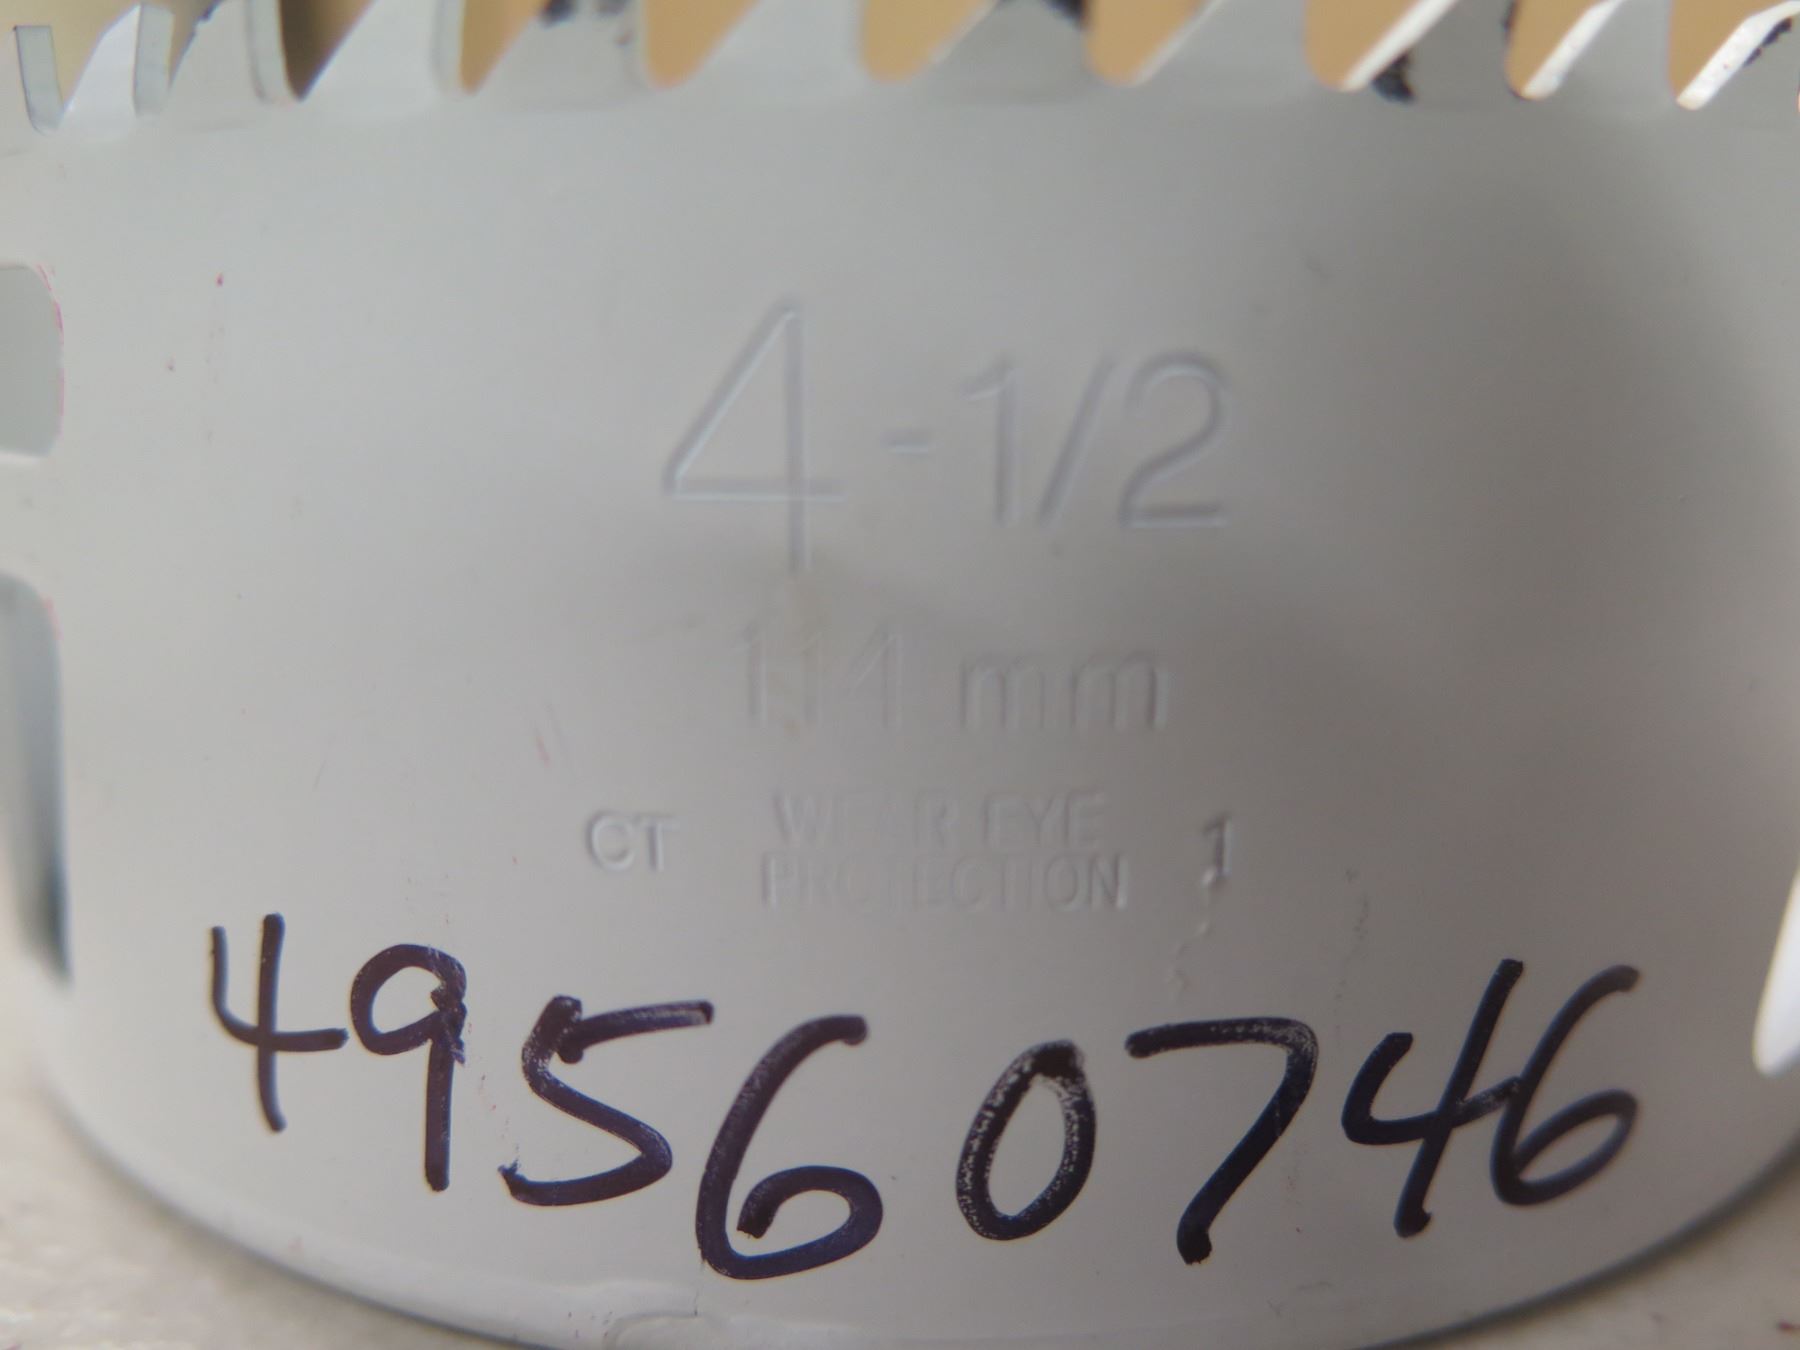 4-1/2
114 mm
CT WEAR EYE 1
PROTECTION
49560746